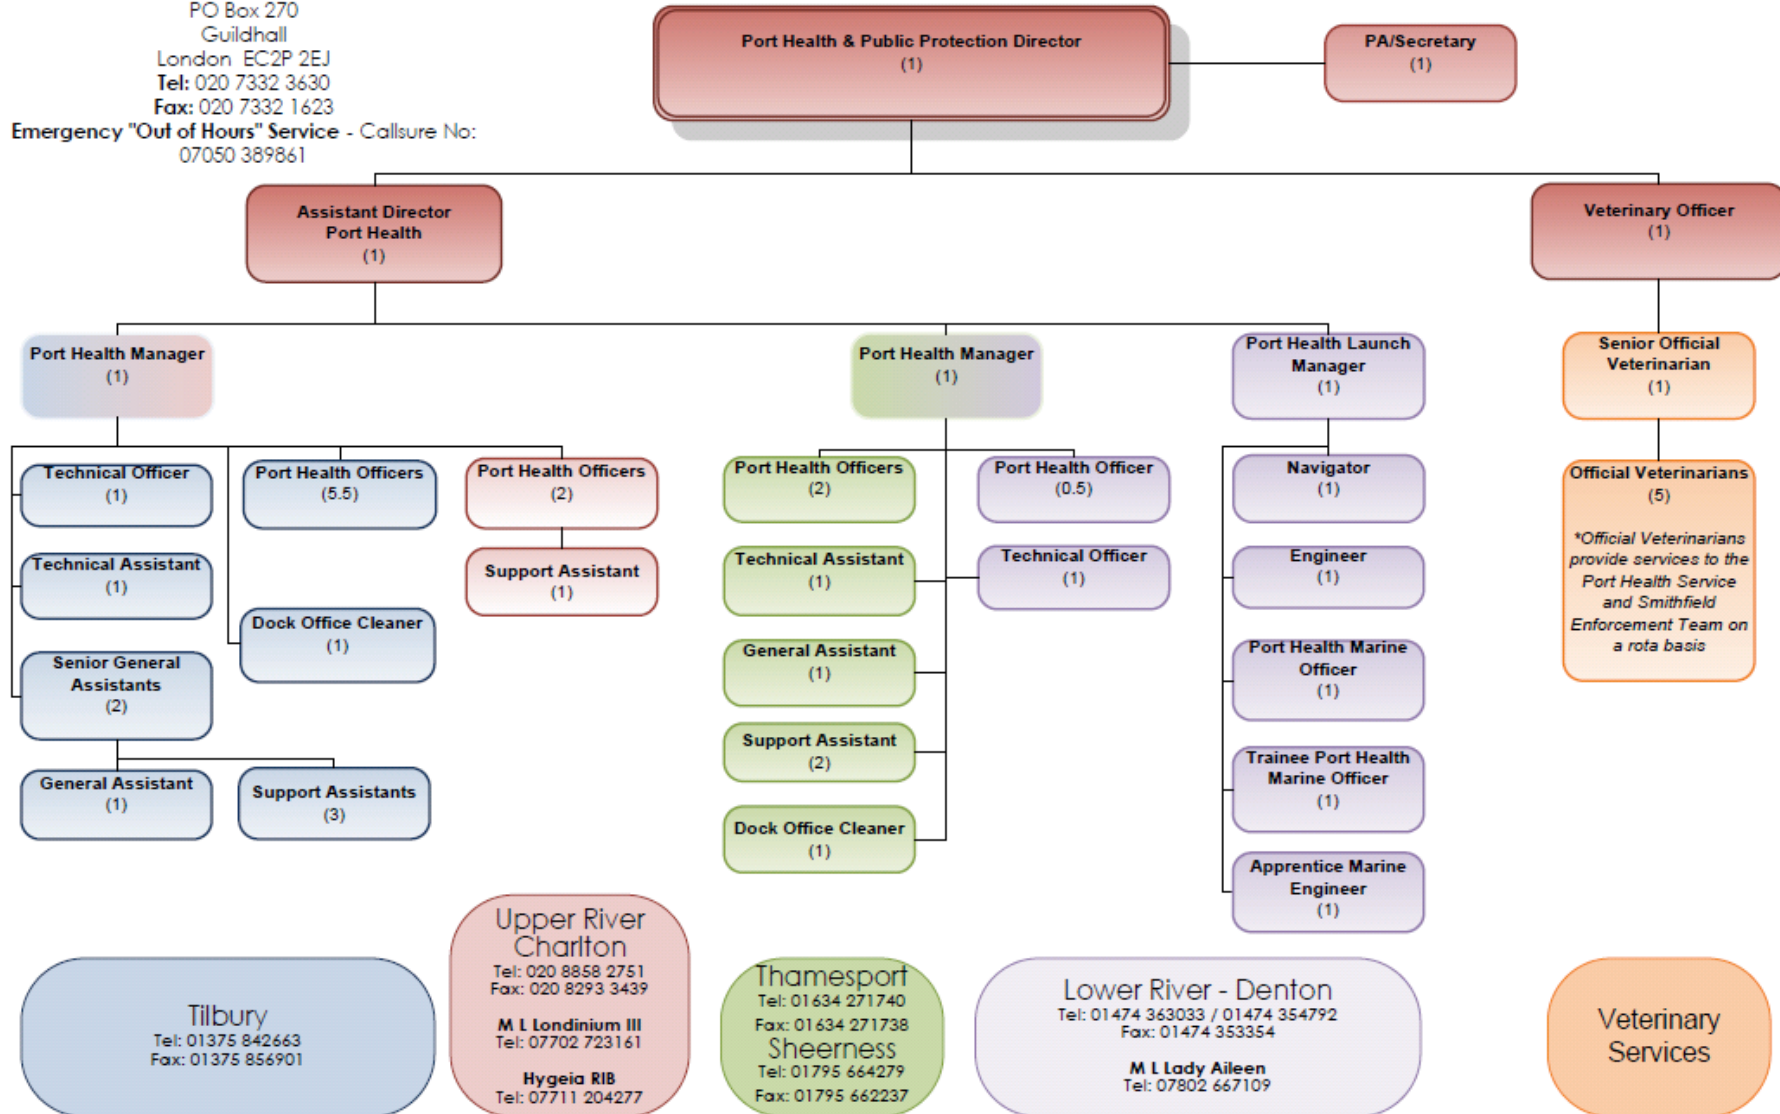 PO Box 270
Guildhall
London EC2P 2EJ
Tel: 020 7332 3630
Fax: 020 7332 1623
Emergency "Out of Hours" Service - Callsure No:
07050 389861
Port Health & Public Protection Director
(1)
PA/Secretary
(1)
Assistant Director
Port Health
(1)
Veterinary Officer
(1)
Port Health Manager
(1)
Port Health Manager
(1)
Port Health Launch
Manager
(1)
Senior Official
Veterinarian
(1)
Technical Officer
(1)
Port Health Officers
(5.5)
Port Health Officers
(2)
Technical Assistant
(1)
Support Assistant
(1)
Dock Office Cleaner
(1)
Senior General
Assistants
(2)
General Assistant
(1)
Support Assistants
(3)
Port Health Officers
(2)
Port Health Officer
(0.5)
Technical Assistant
(1)
Technical Officer
(1)
General Assistant
(1)
Support Assistant
(2)
Dock Office Cleaner
(1)
Navigator
(1)
Engineer
(1)
Port Health Marine
Officer
(1)
Trainee Port Health
Marine Officer
(1)
Apprentice Marine
Engineer
(1)
Official Veterinarians
(5)
*Official Veterinarians
provide services to the
Port Health Service
and Smithfield
Enforcement Team on
a rota basis
Tilbury
Tel: 01375 842663
Fax: 01375 856901
Upper River
Charlton
Tel: 020 8858 2751
Fax: 020 8293 3439
M L Londinium III
Tel: 07702 723161
Hygeia RIB
Tel: 07711 204277
Thamesport
Tel: 01634 271740
Fax: 01634 271738
Sheerness
Tel: 01795 664279
Fax: 01795 662237
Lower River - Denton
Tel: 01474 363033 / 01474 354792
Fax: 01474 353354
M L Lady Aileen
Tel: 07802 667109
Veterinary
Services